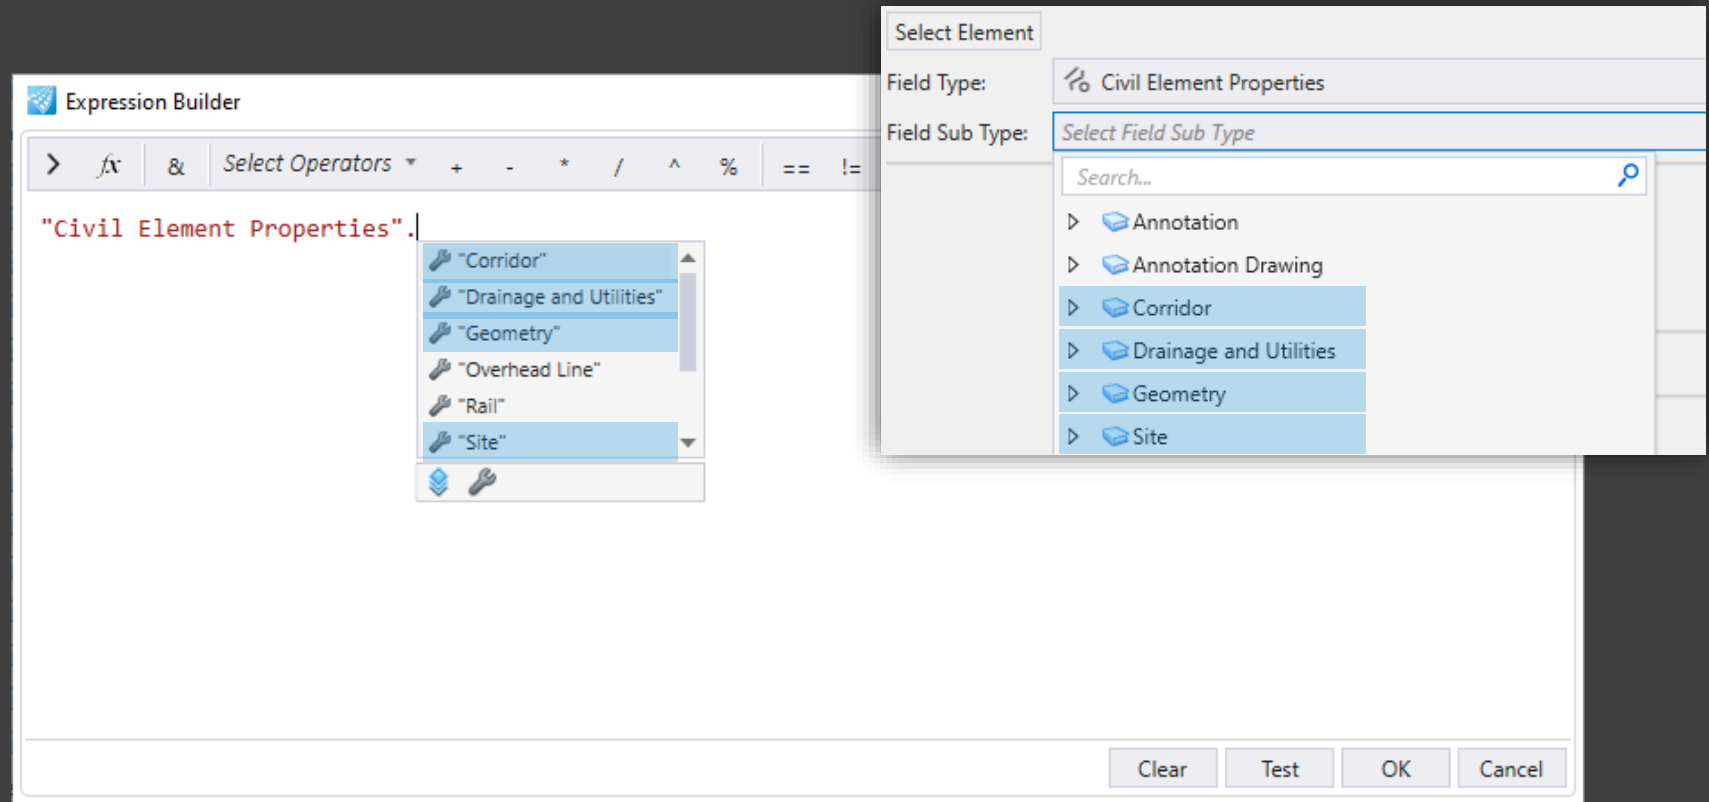 Expression Builder
fx & Select Operators + - * / ^ % == !=
"Civil Element Properties".
"Corridor"
"Drainage and Utilities"
"Geometry"
"Overhead Line"
"Rail"
"Site"
Select Element
Field Type: Civil Element Properties
Field Sub Type: Select Field Sub Type
Search...
Annotation
Annotation Drawing
Corridor
Drainage and Utilities
Geometry
Site
Clear Test OK Cancel